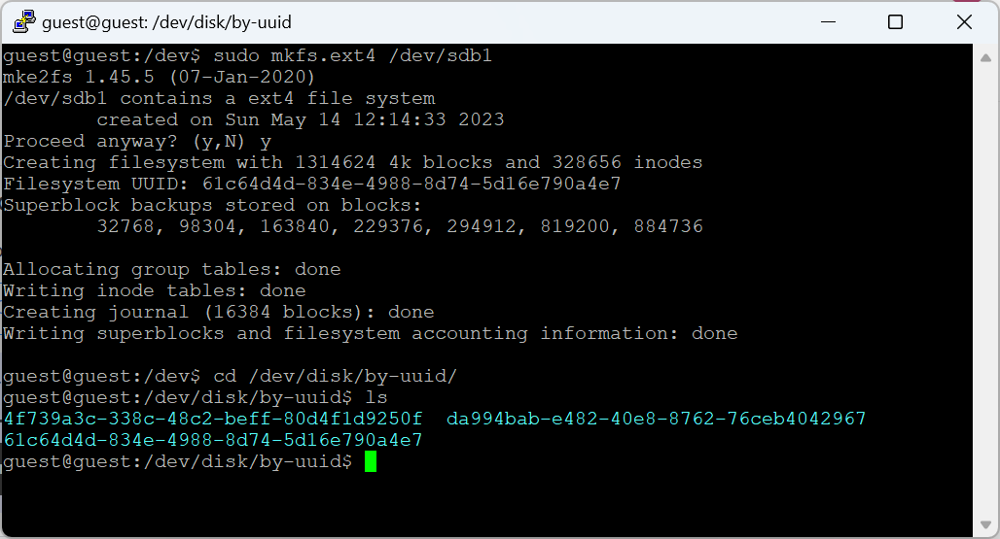 guest@guest: /dev/disk/by-uuid
guest@guest:/dev$ sudo mkfs.ext4 /dev/sdb1
mke2fs 1.45.5 (07-Jan-2020)
/dev/sdb1 contains a ext4 file system
        created on Sun May 14 12:14:33 2023
Proceed anyway? (y,N) y
Creating filesystem with 1314624 4k blocks and 328656 inodes
Filesystem UUID: 61c64d4d-834e-4988-8d74-5d16e790a4e7
Superblock backups stored on blocks:
        32768, 98304, 163840, 229376, 294912, 819200, 884736
Allocating group tables: done
Writing inode tables: done
Creating journal (16384 blocks): done
Writing superblocks and filesystem accounting information: done
guest@guest:/dev$ cd /dev/disk/by-uuid/
guest@guest:/dev/disk/by-uuid$ ls
4f739a3c-338c-48c2-beff-80d4f1d9250f  da994bab-e482-40e8-8762-76ceb4042967
61c64d4d-834e-4988-8d74-5d16e790a4e7
guest@guest:/dev/disk/by-uuid$